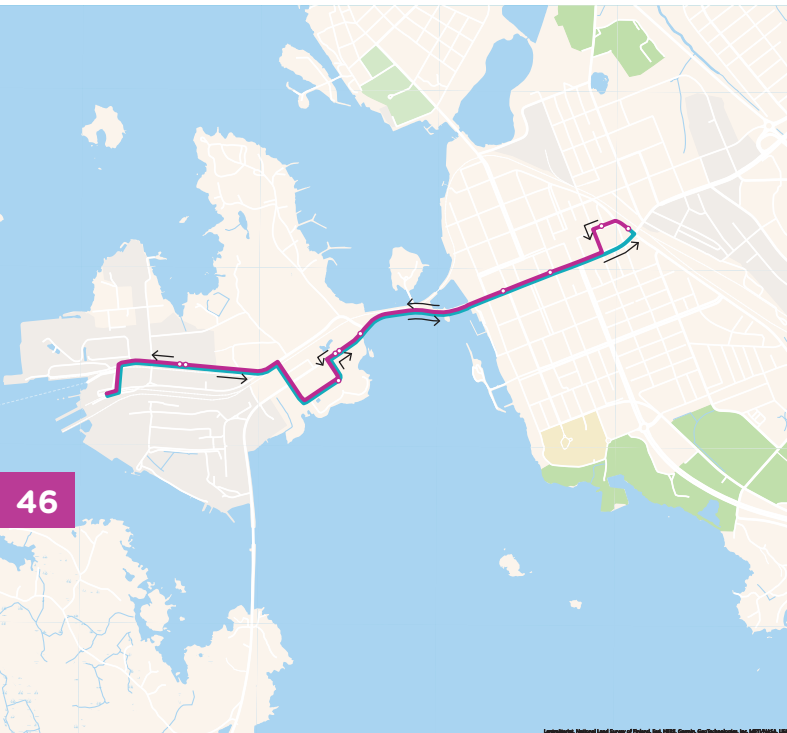 46
Lantmäteriet, National Land Survey of Finland, Esri, HERE, Garmin, GeoTechnologies, Inc, METI/NASA, USGS